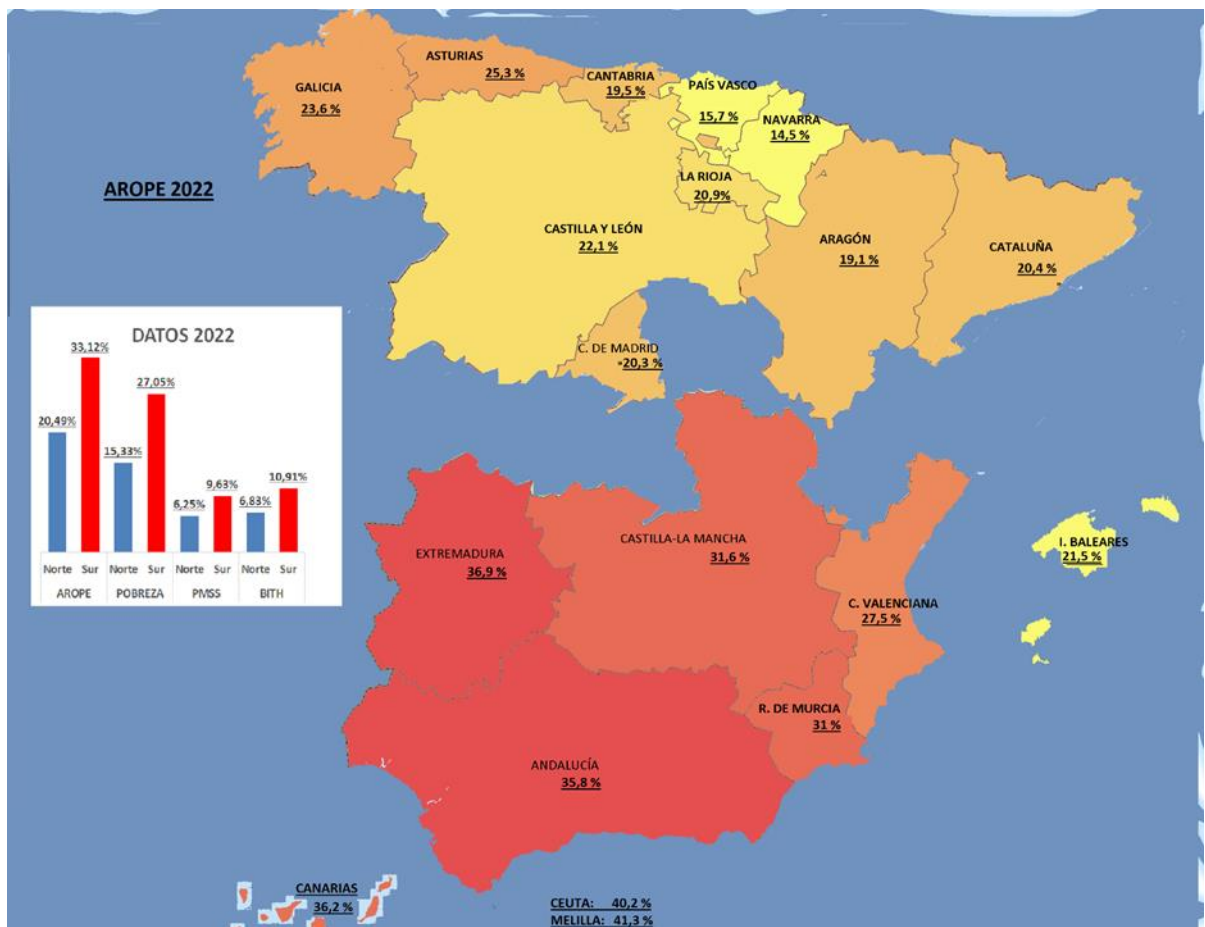 ASTURIAS
25,3 %
CANTABRIA
19,5 %
PAÍS VASCO
15,7 %
GALICIA
23,6 %
NAVARRA
14,5 %
AROPE 2022
LA RIOJA
20,9%
CASTILLA Y LEÓN
22,1 %
ARAGÓN
19,1 %
CATALUÑA
20,4 %
C. DE MADRID
20,3 %
DATOS 2022
33,12%
27,05%
20,49%
15,33%
9,63%
10,91%
6,25%
6,83%
Norte Sur Norte Sur Norte Sur Norte Sur
AROPE POBREZA PMSS BITH
EXTREMADURA
36,9 %
CASTILLA-LA MANCHA
31,6 %
I. BALEARES
21,5 %
C. VALENCIANA
27,5 %
R. DE MURCIA
31 %
ANDALUCÍA
35,8 %
CANARIAS
36,2 %
CEUTA: 40,2 %
MELILLA: 41,3 %